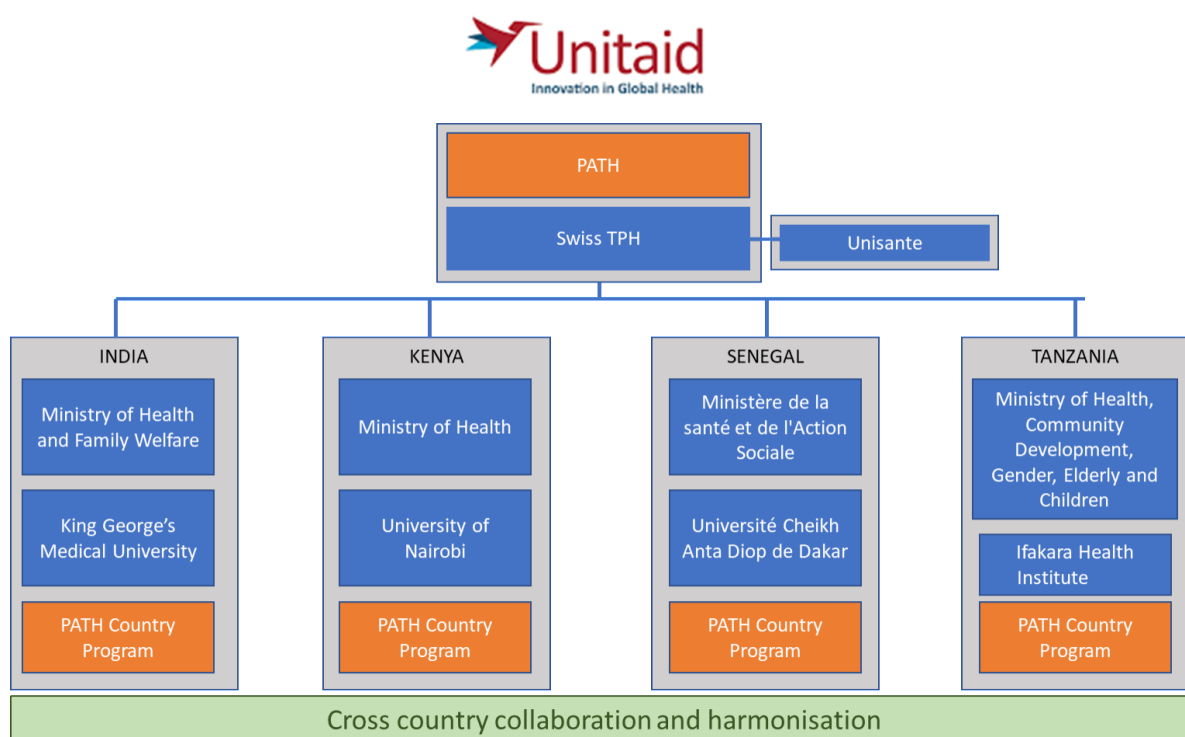 Unitaid
Innovation in Global Health
PATH
Swiss TPH
Unisante
INDIA
Ministry of Health
and Family Welfare
King George’s
Medical University
PATH Country
Program
KENYA
Ministry of Health
University of
Nairobi
PATH Country
Program
SENEGAL
Ministère de la
santé et de l'Action
Sociale
Université Cheikh
Anta Diop de Dakar
PATH Country
Program
TANZANIA
Ministry of Health,
Community
Development,
Gender, Elderly and
Children
Ifakara Health
Institute
PATH Country
Program
Cross country collaboration and harmonisation